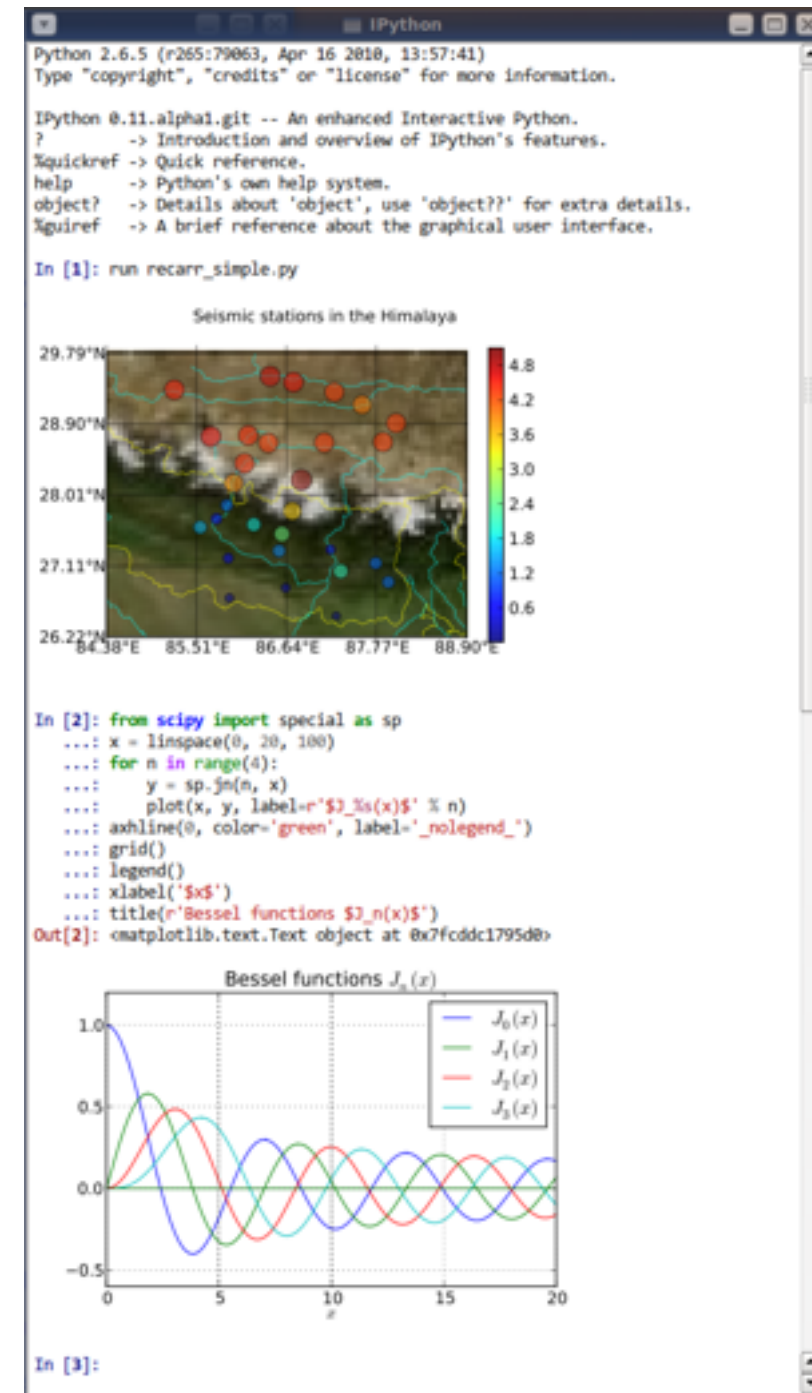 IPython
Python 2.6.5 (r265:79063, Apr 16 2010, 13:57:41)
Type "copyright", "credits" or "license" for more information.
IPython 0.11.alpha1.git -- An enhanced Interactive Python.
? -> Introduction and overview of IPython's features.
%quickref -> Quick reference.
help -> Python's own help system.
object? -> Details about 'object', use 'object??' for extra details.
%guiref -> A brief reference about the graphical user interface.
In [1]: run recarr_simple.py
Seismic stations in the Himalaya
29.79°N
28.90°N
28.01°N
27.11°N
26.22°N
84.38°E 85.51°E 86.64°E 87.77°E 88.90°E
4.8
4.2
3.6
3.0
2.4
1.8
1.2
0.6
In [2]: from scipy import special as sp
...: x = linspace(0, 20, 100)
...: for n in range(4):
...: y = sp.jn(n, x)
...: plot(x, y, label=r'$J_%s(x)$' % n)
...: axhline(0, color='green', label='_nolegend_')
...: grid()
...: legend()
...: xlabel('$x$')
...: title(r'Bessel functions $J_n(x)$')
Out[2]: <matplotlib.text.Text object at 0x7fcddc1795d0>
Bessel functions Jₙ(x)
1.0
0.5
0.0
−0.5
0 5 10 15 20
x
J₀(x)
J₁(x)
J₂(x)
J₃(x)
In [3]: